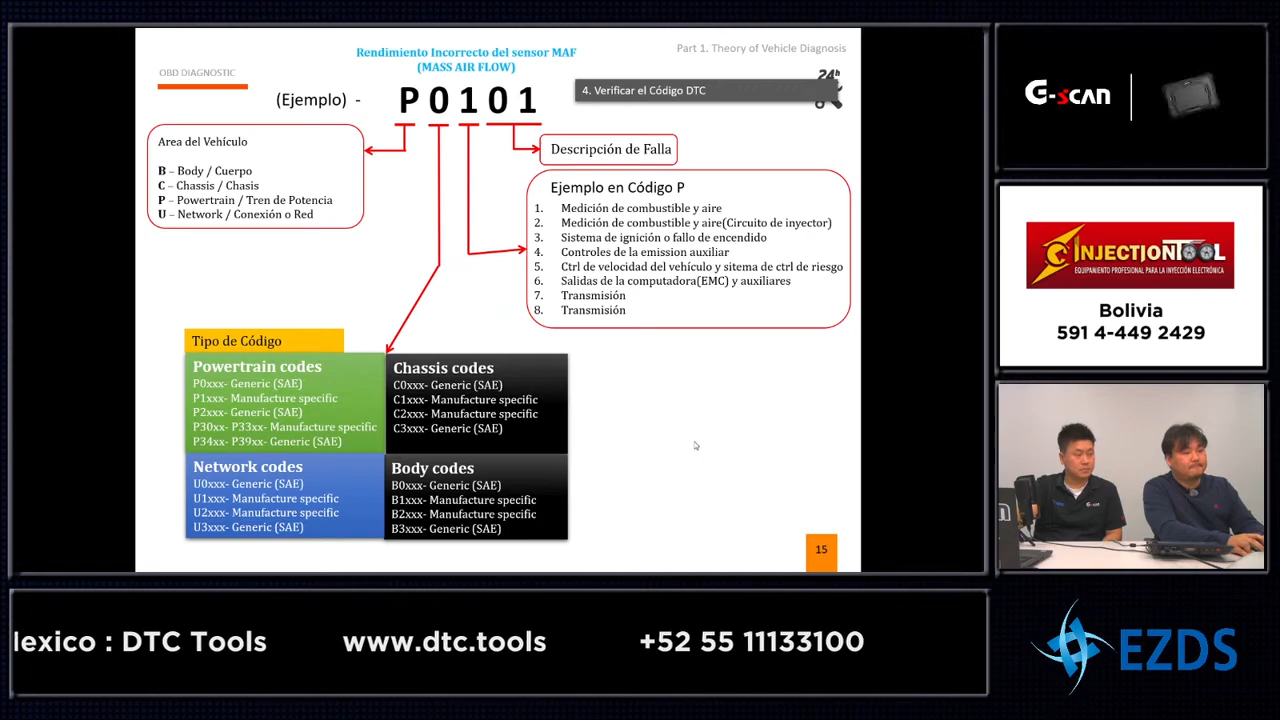 Rendimiento Incorrecto del sensor MAF
(MASS AIR FLOW)
Part 1. Theory of Vehicle Diagnosis
OBD DIAGNOSTIC
24h
(Ejemplo) - P0101
4. Verificar el Código DTC
Area del Vehículo
B – Body / Cuerpo
C – Chassis / Chasis
P – Powertrain / Tren de Potencia
U – Network / Conexión o Red
Descripción de Falla
Ejemplo en Código P
1. Medición de combustible y aire
2. Medición de combustible y aire(Circuito de inyector)
3. Sistema de ignición o fallo de encendido
4. Controles de la emission auxiliar
5. Ctrl de velocidad del vehículo y sitema de ctrl de riesgo
6. Salidas de la computadora(EMC) y auxiliares
7. Transmisión
8. Transmisión
Tipo de Código
Powertrain codes
P0xxx- Generic (SAE)
P1xxx- Manufacture specific
P2xxx- Generic (SAE)
P30xx- P33xx- Manufacture specific
P34xx- P39xx- Generic (SAE)
Chassis codes
C0xxx- Generic (SAE)
C1xxx- Manufacture specific
C2xxx- Manufacture specific
C3xxx- Generic (SAE)
Network codes
U0xxx- Generic (SAE)
U1xxx- Manufacture specific
U2xxx- Manufacture specific
U3xxx- Generic (SAE)
Body codes
B0xxx- Generic (SAE)
B1xxx- Manufacture specific
B2xxx- Manufacture specific
B3xxx- Generic (SAE)
15
G-SCAN
INJECTIONTOOL
EQUIPAMIENTO PROFESIONAL PARA LA INYECCIÓN ELECTRÓNICA
Bolivia
591 4-449 2429
lexico : DTC Tools www.dtc.tools +52 55 11133100
EZDS